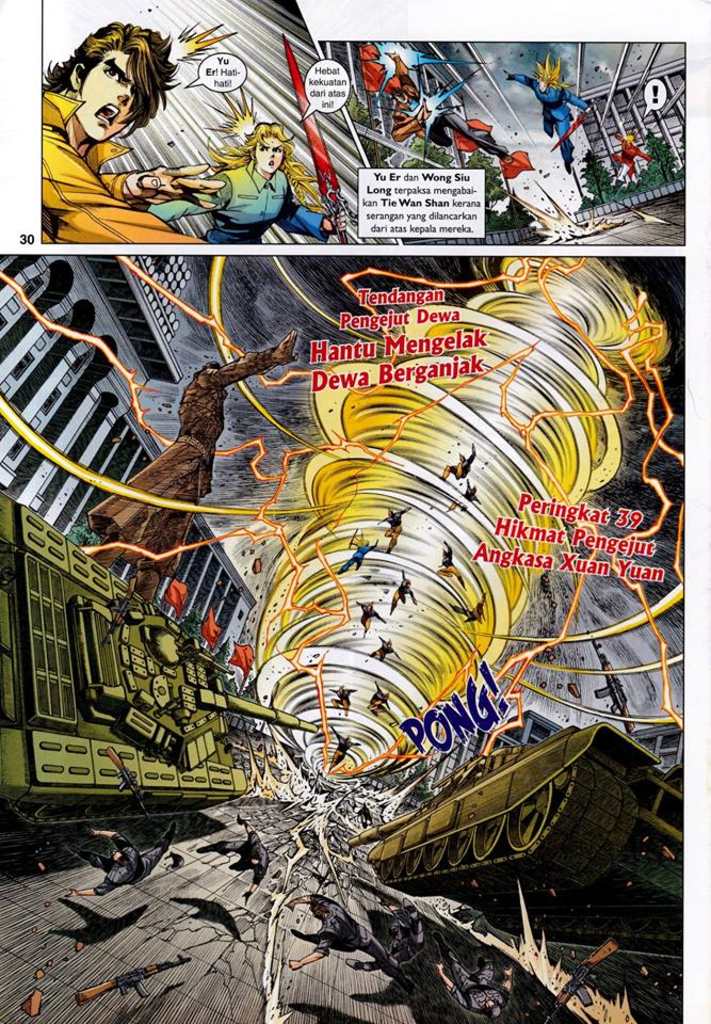 Yu
Er! Hati-
hati!
Hebat
kekuatan
dari atas
ini!
!
Yu Er dan Wong Siu
Long terpaksa mengabai-
kan Tie Wan Shan kerana
serangan yang dilancarkan
dari atas kepala mereka.
30
Tendangan
Pengejut Dewa
Hantu Mengelak
Dewa Berganjak
Peringkat 39
Hikmat Pengejut
Angkasa Xuan Yuan
PONG!